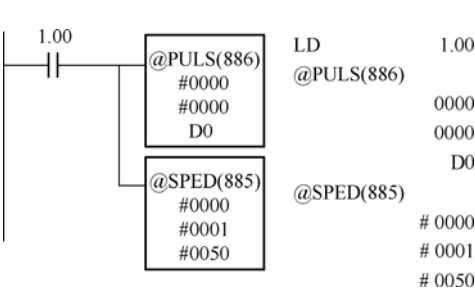 1.00
@PULS(886)
#0000
#0000
D0
@SPED(885)
#0000
#0001
#0050
LD 1.00
@PULS(886)
0000
0000
D0
@SPED(885)
# 0000
# 0001
# 0050